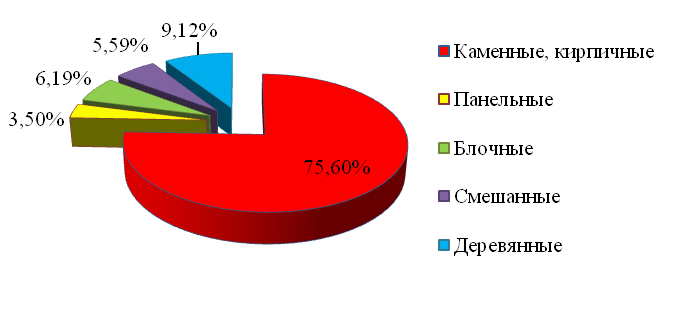 9,12%
5,59%
6,19%
3,50%
75,60%
Каменные, кирпичные
Панельные
Блочные
Смешанные
Деревянные